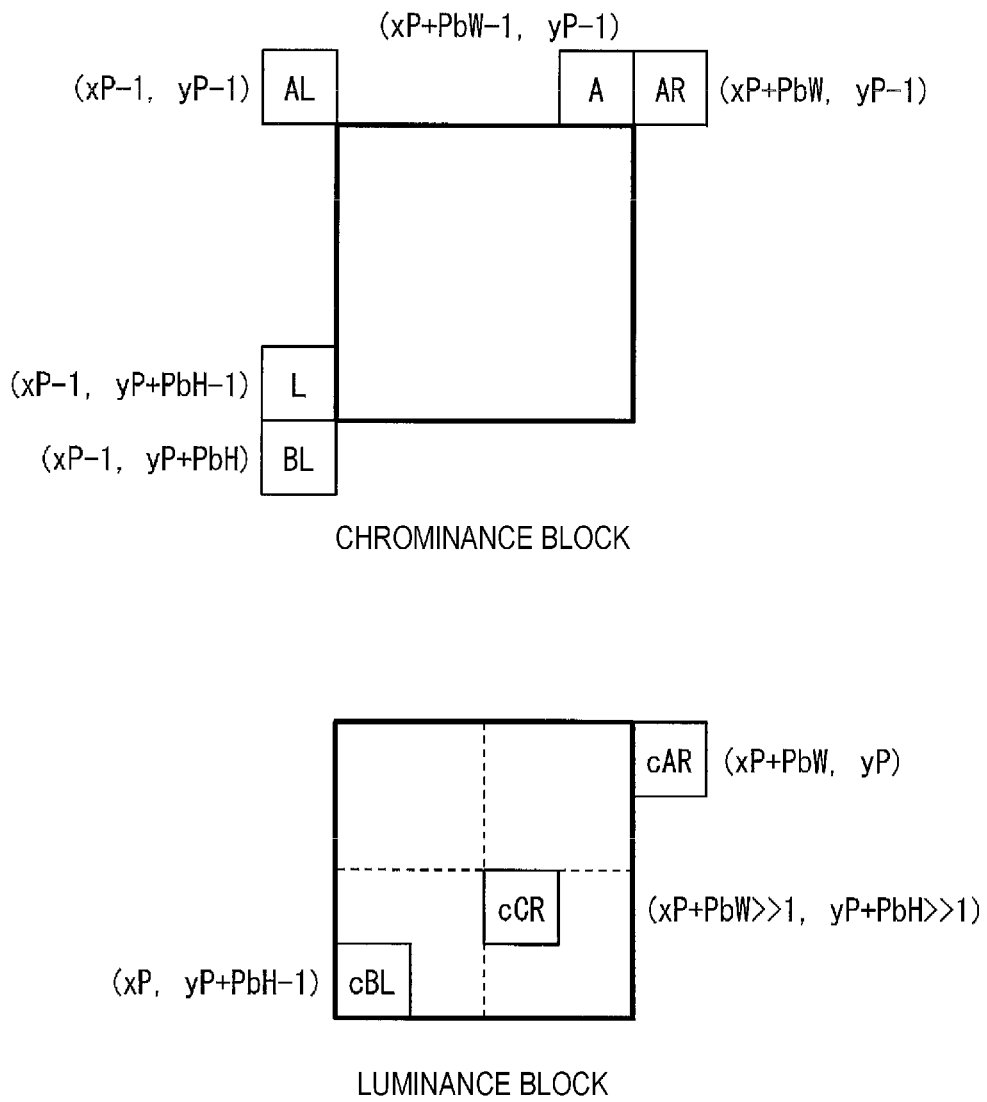 (xP+PbW-1, yP-1)
(xP-1, yP-1) AL A AR (xP+PbW, yP-1)
(xP-1, yP+PbH-1) L
(xP-1, yP+PbH) BL
CHROMINANCE BLOCK
cAR (xP+PbW, yP)
cCR (xP+PbW>>1, yP+PbH>>1)
(xP, yP+PbH-1) cBL
LUMINANCE BLOCK